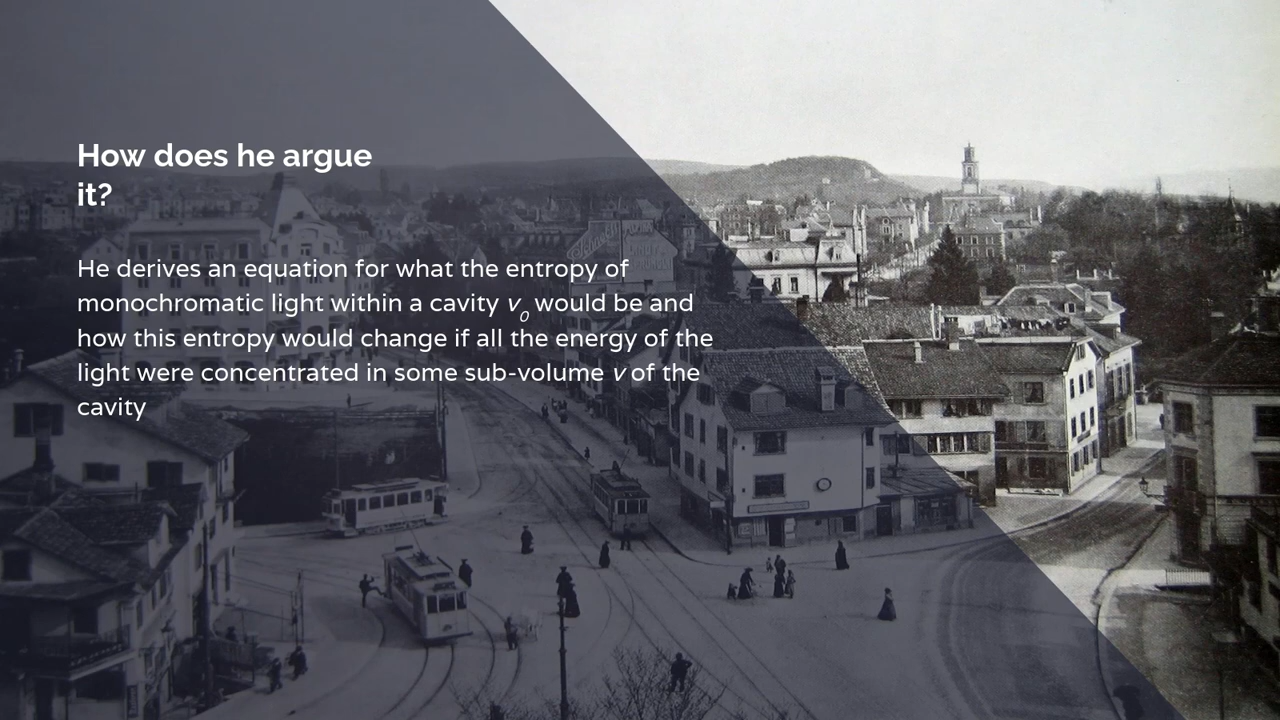 How does he argue
it?
He derives an equation for what the entropy of
monochromatic light within a cavity v₀ would be and
how this entropy would change if all the energy of the
light were concentrated in some sub-volume v of the
cavity